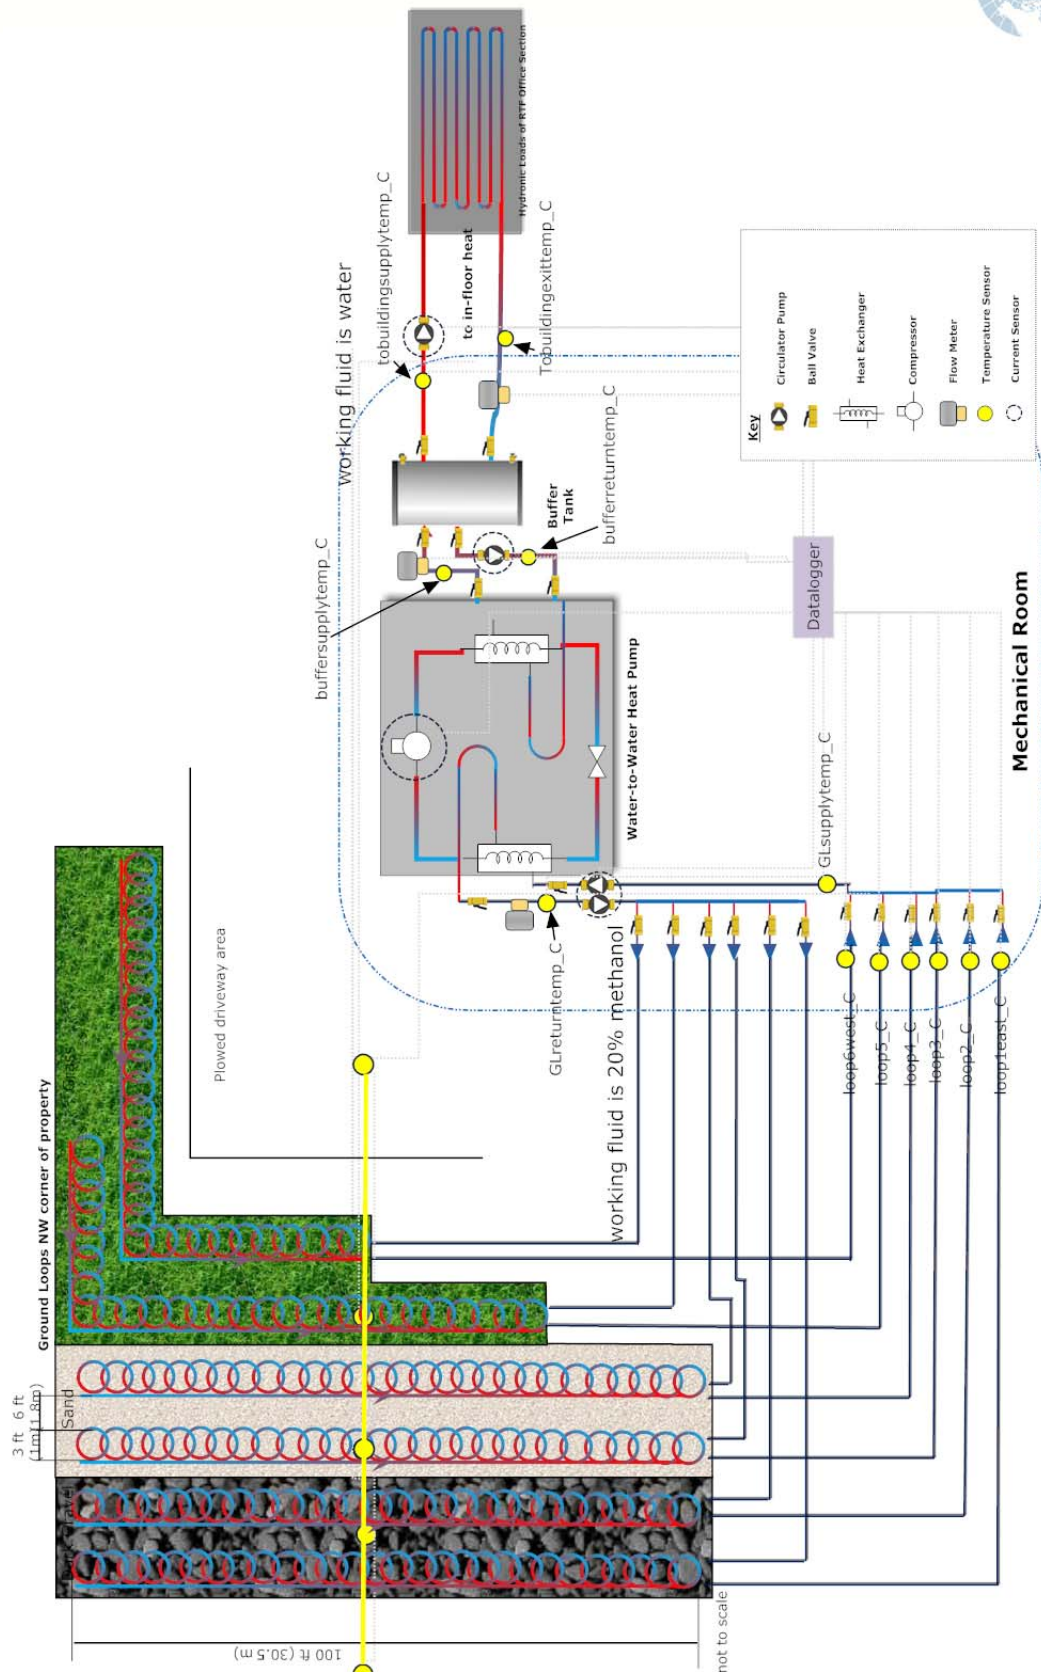 Hydronic Loads of RTF Office Section
tobuildingsupplytemp_C
to in-floor heat
Tobuildingexittemp_C
working fluid is water
Key
Circulator Pump
Ball Valve
Heat Exchanger
Compressor
Flow Meter
Temperature Sensor
Current Sensor
Buffer
Tank
bufferreturntemp_C
buffersupplytemp_C
Datalogger
Mechanical Room
Water-to-Water Heat Pump
GLsupplytemp_C
GLreturntemp_C
working fluid is 20% methanol
loop6west_C
loop5_C
loop4_C
loop3_C
loop2_C
loop1east_C
Plowed driveway area
Ground Loops NW corner of property
Grass
Sand
3 ft 6 ft
(1m)(1.8m)
100 ft (30.5 m)
not to scale